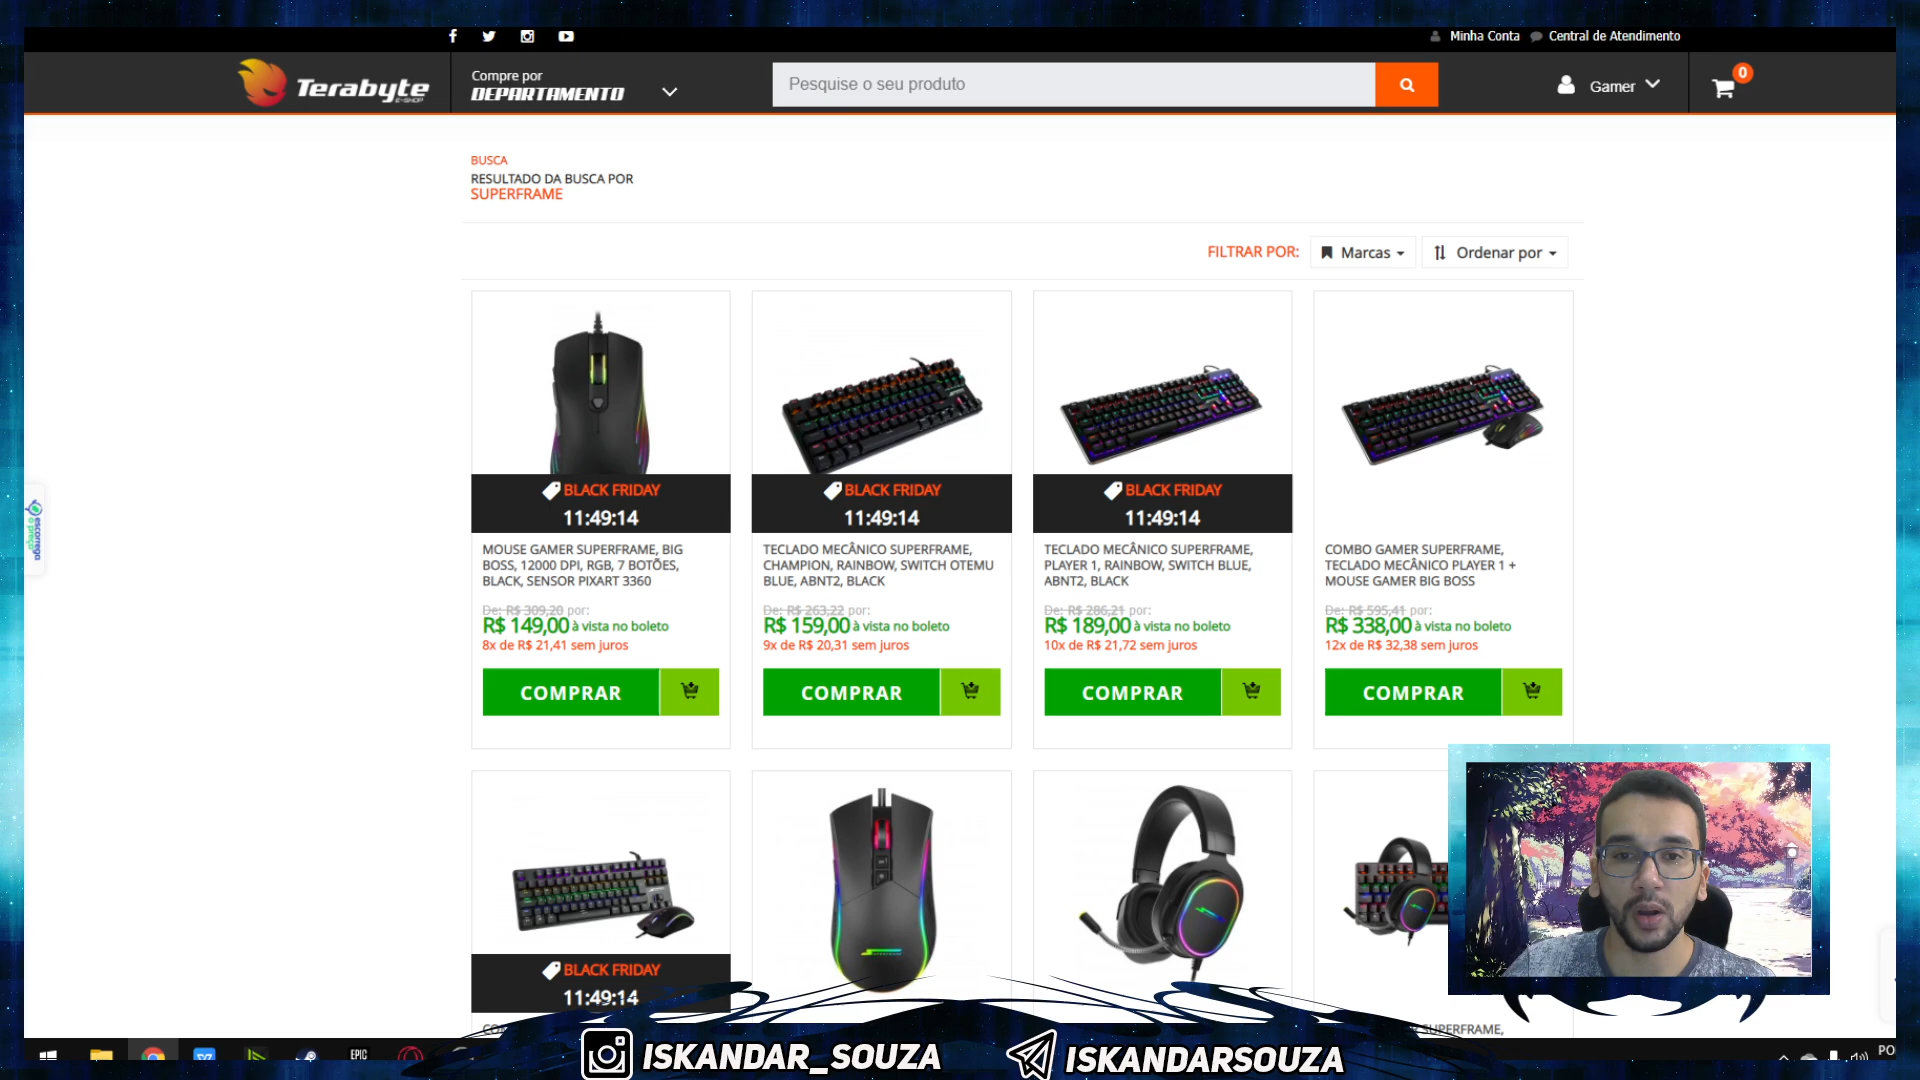 Minha Conta
Central de Atendimento
Terabyte
E-SHOP
Compre por
DEPARTAMENTO
Pesquise o seu produto
Gamer
0
BUSCA
RESULTADO DA BUSCA POR
SUPERFRAME
FILTRAR POR:
Marcas
Ordenar por
escorrega
o preço
BLACK FRIDAY
11:49:14
MOUSE GAMER SUPERFRAME, BIG
BOSS, 12000 DPI, RGB, 7 BOTÕES,
BLACK, SENSOR PIXART 3360
De: R$ 309,20 por:
R$ 149,00 à vista no boleto
8x de R$ 21,41 sem juros
COMPRAR
BLACK FRIDAY
11:49:14
TECLADO MECÂNICO SUPERFRAME,
CHAMPION, RAINBOW, SWITCH OTEMU
BLUE, ABNT2, BLACK
De: R$ 263,22 por:
R$ 159,00 à vista no boleto
9x de R$ 20,31 sem juros
COMPRAR
BLACK FRIDAY
11:49:14
TECLADO MECÂNICO SUPERFRAME,
PLAYER 1, RAINBOW, SWITCH BLUE,
ABNT2, BLACK
De: R$ 286,21 por:
R$ 189,00 à vista no boleto
10x de R$ 21,72 sem juros
COMPRAR
COMBO GAMER SUPERFRAME,
TECLADO MECÂNICO PLAYER 1 +
MOUSE GAMER BIG BOSS
De: R$ 595,41 por:
R$ 338,00 à vista no boleto
12x de R$ 32,38 sem juros
COMPRAR
BLACK FRIDAY
11:49:14
SUPERFRAME,
EPIC
ISKANDAR_SOUZA
ISKANDARSOUZA